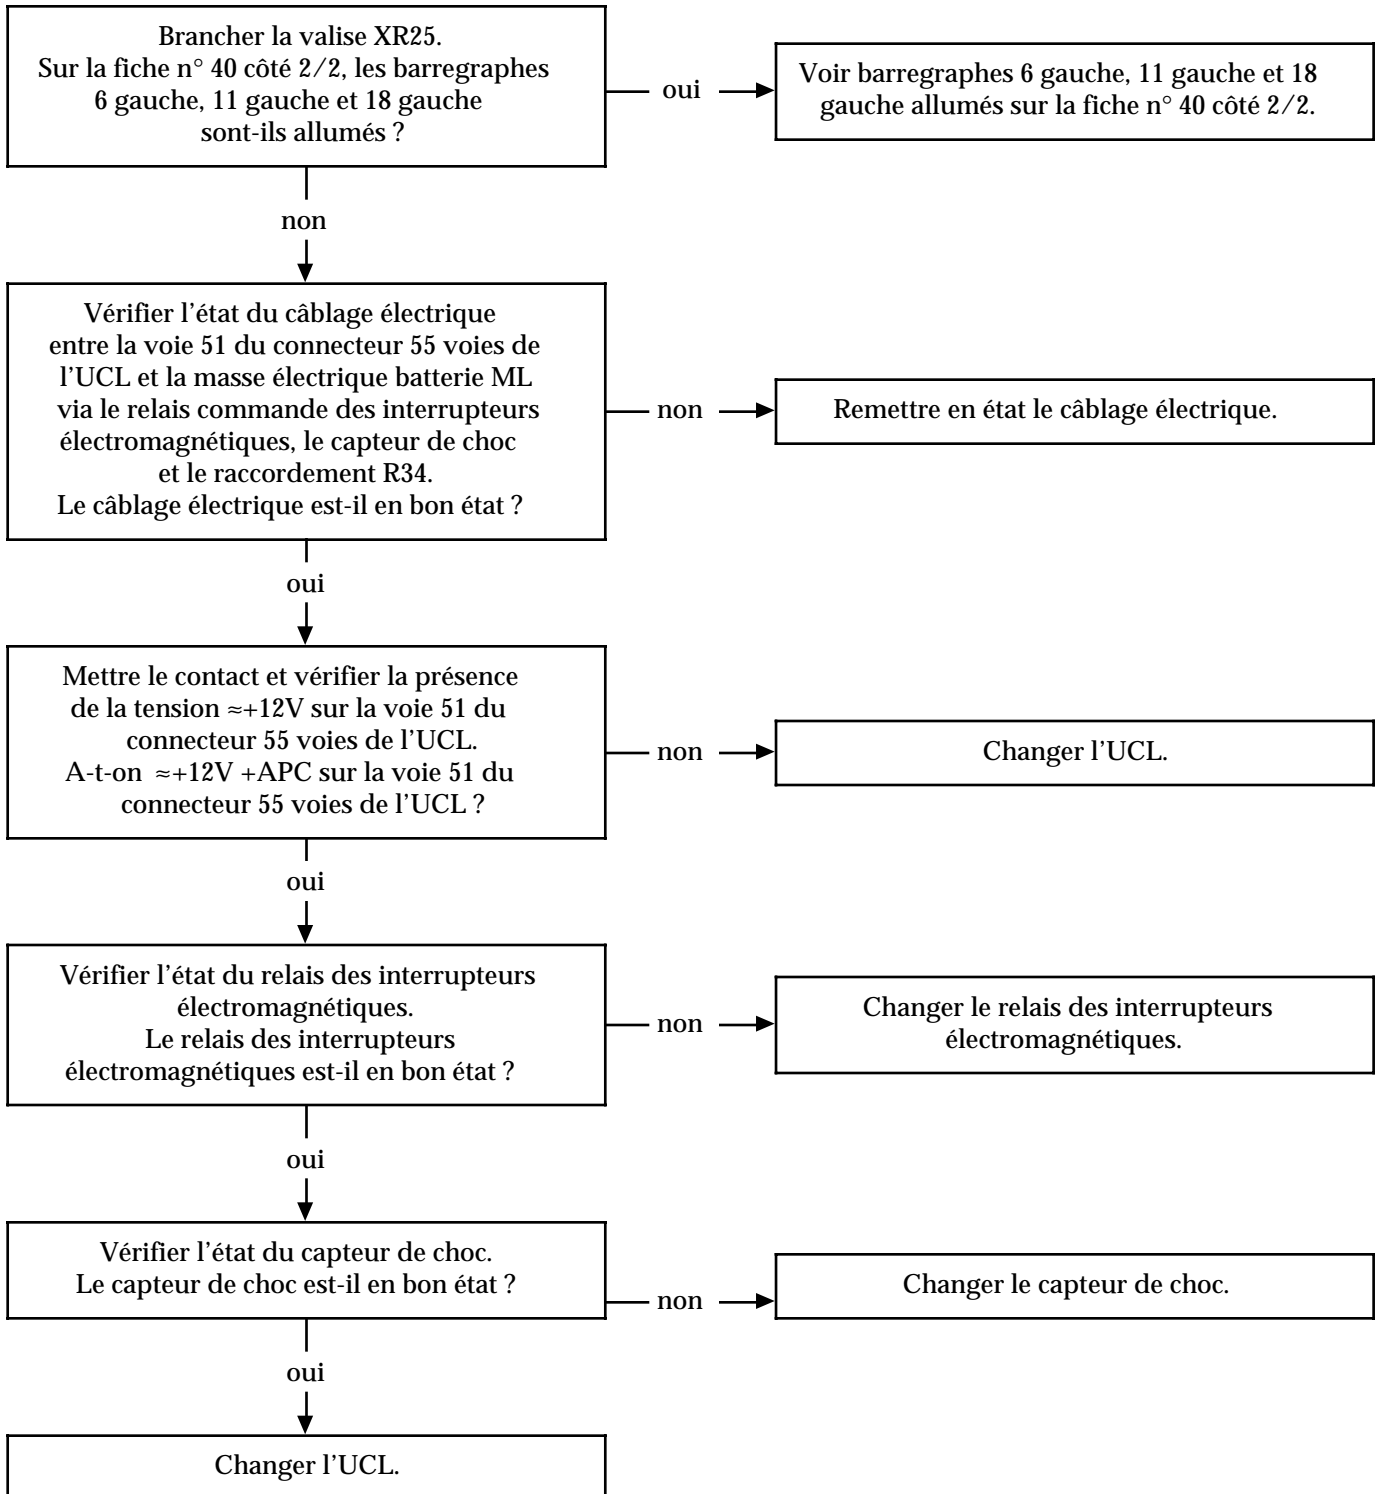 Brancher la valise XR25.
Sur la fiche n° 40 côté 2/2, les barregraphes
6 gauche, 11 gauche et 18 gauche
sont-ils allumés ?
oui
Voir barregraphes 6 gauche, 11 gauche et 18
gauche allumés sur la fiche n° 40 côté 2/2.
non
Vérifier l'état du câblage électrique
entre la voie 51 du connecteur 55 voies de
l'UCL et la masse électrique batterie ML
via le relais commande des interrupteurs
électromagnétiques, le capteur de choc
et le raccordement R34.
Le câblage électrique est-il en bon état ?
non
Remettre en état le câblage électrique.
oui
Mettre le contact et vérifier la présence
de la tension ≈+12V sur la voie 51 du
connecteur 55 voies de l'UCL.
A-t-on ≈+12V +APC sur la voie 51 du
connecteur 55 voies de l'UCL ?
non
Changer l'UCL.
oui
Vérifier l'état du relais des interrupteurs
électromagnétiques.
Le relais des interrupteurs
électromagnétiques est-il en bon état ?
non
Changer le relais des interrupteurs
électromagnétiques.
oui
Vérifier l'état du capteur de choc.
Le capteur de choc est-il en bon état ?
non
Changer le capteur de choc.
oui
Changer l'UCL.